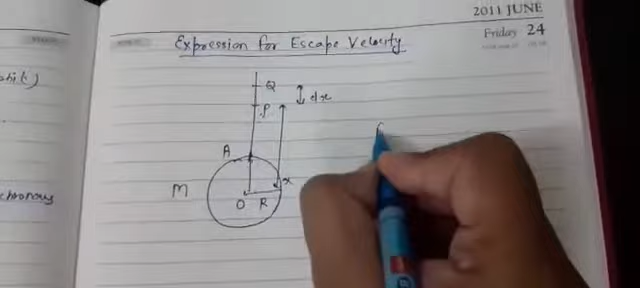 2011 JUNE
Friday 24
Expression for Escape Velocity
Q
dx
P
A
M
x
O
R